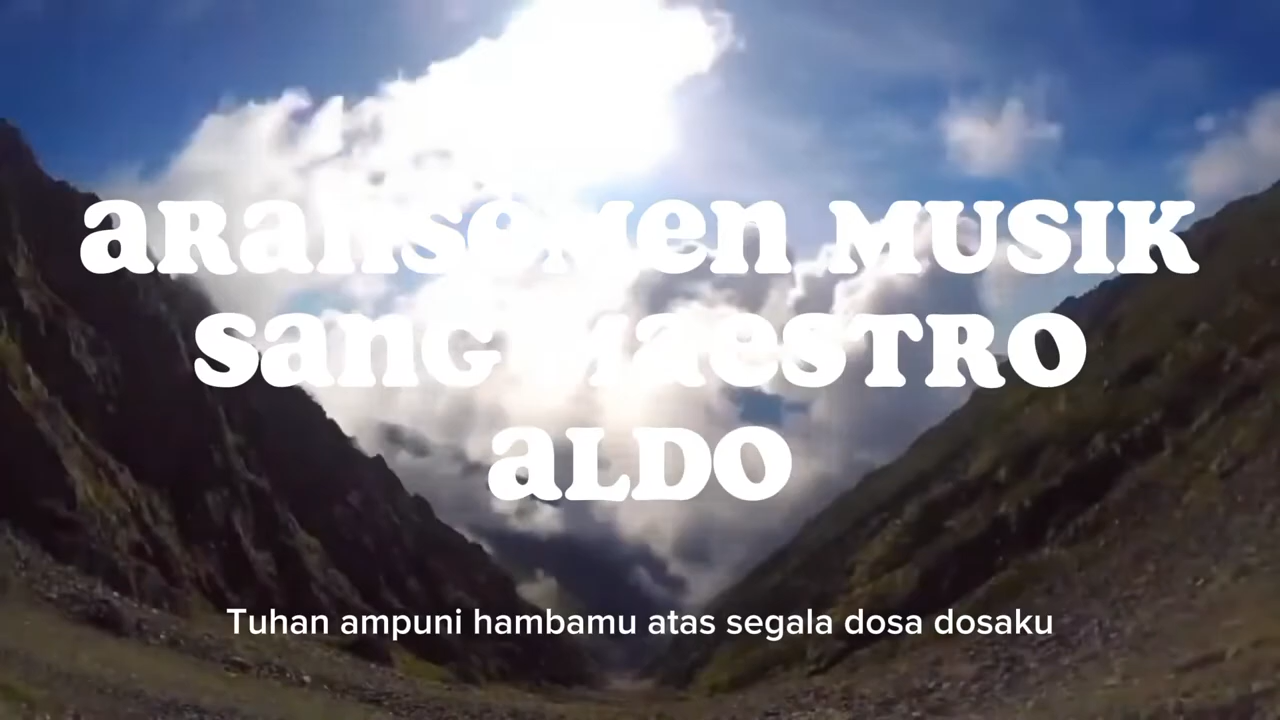 aRansemen MUSIK
sang Maestro
aLDO
Tuhan ampuni hambamu atas segala dosa dosaku